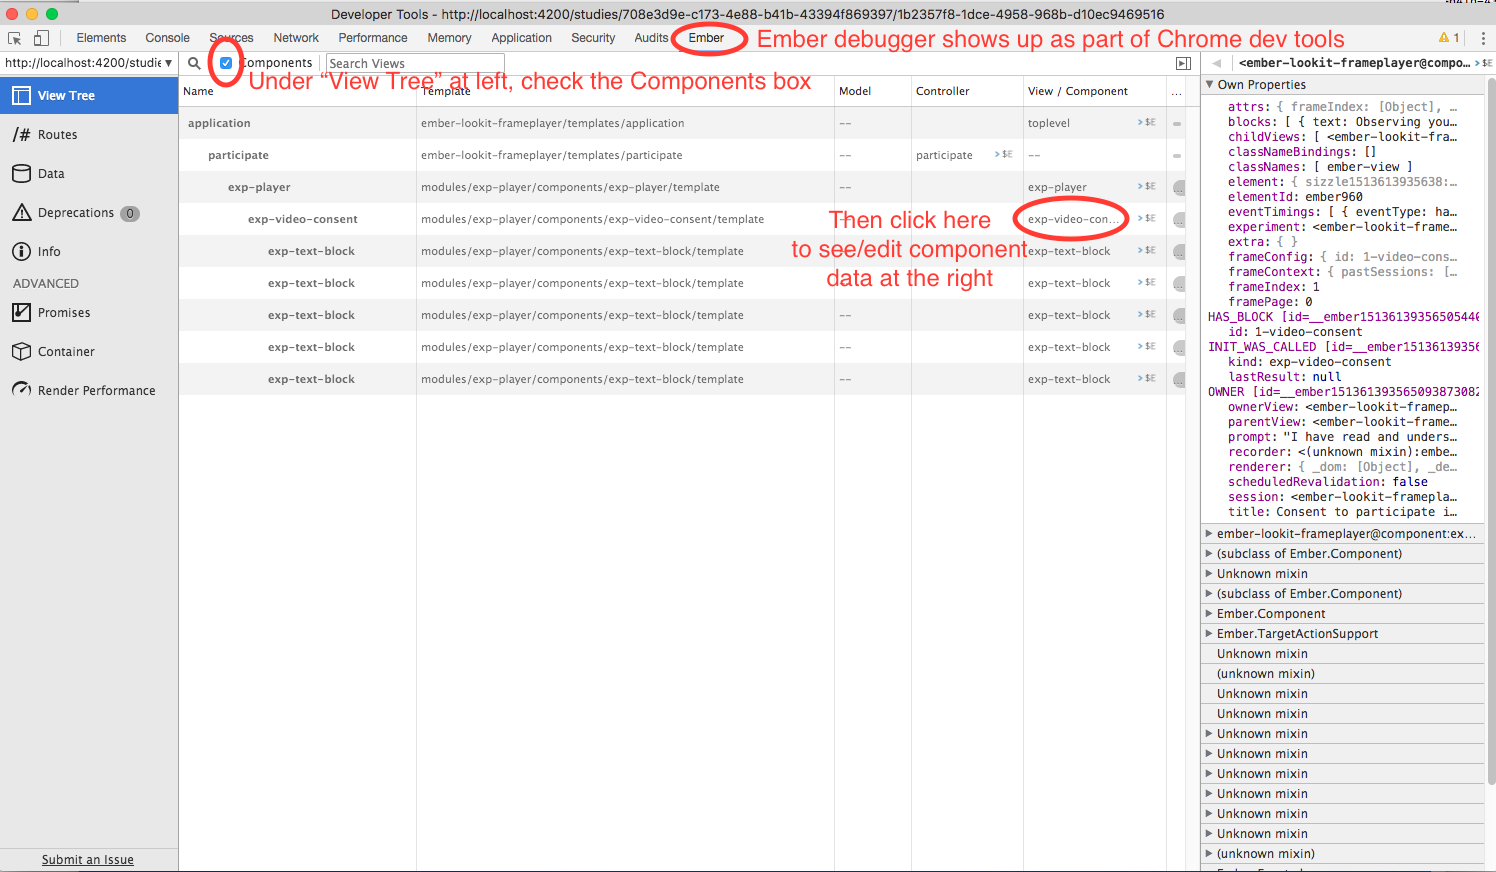 Developer Tools - http://localhost:4200/studies/708e3d9e-c173-4e88-b41b-43394f869397/1b2357f8-1dce-4958-968b-d10ec9469516
Elements Console Sources Network Performance Memory Application Security Audits Ember
Ember debugger shows up as part of Chrome dev tools
1
http://localhost:4200/studie
Components
Search Views
<ember-lookit-frameplayer@compo... >$E
Under “View Tree” at left, check the Components box
View Tree
Routes
Data
Deprecations 0
Info
ADVANCED
Promises
Container
Render Performance
Submit an Issue
Name Template Model Controller View / Component ...
application ember-lookit-frameplayer/templates/application -- toplevel >$E
participate ember-lookit-frameplayer/templates/participate -- participate >$E --
exp-player modules/exp-player/components/exp-player/template -- exp-player >$E ...
exp-video-consent modules/exp-player/components/exp-video-consent/template exp-video-con... >$E ...
exp-text-block modules/exp-player/components/exp-text-block/template exp-text-block >$E ...
exp-text-block modules/exp-player/components/exp-text-block/template exp-text-block >$E ...
exp-text-block modules/exp-player/components/exp-text-block/template -- exp-text-block >$E ...
exp-text-block modules/exp-player/components/exp-text-block/template -- exp-text-block >$E ...
exp-text-block modules/exp-player/components/exp-text-block/template -- exp-text-block >$E ...
Then click here
to see/edit component
data at the right
Own Properties
attrs: { frameIndex: [Object], …
blocks: [ { text: Observing you…
childViews: [ <ember-lookit-fra…
classNameBindings: []
classNames: [ ember-view ]
element: { sizzle1513613935638:…
elementId: ember960
eventTimings: [ { eventType: ha…
experiment: <ember-lookit-frame…
extra: { }
frameConfig: { id: 1-video-cons…
frameContext: { pastSessions: […
frameIndex: 1
framePage: 0
HAS_BLOCK [id=__ember15136139356505440
id: 1-video-consent
INIT_WAS_CALLED [id=__ember1513613935­6
kind: exp-video-consent
lastResult: null
OWNER [id=__ember1513613935650938730­82
ownerView: <ember-lookit-framep…
parentView: <ember-lookit-frame…
prompt: "I have read and unders…
recorder: <(unknown mixin):embe…
renderer: { _dom: [Object], _de…
scheduledRevalidation: false
session: <ember-lookit-framepla…
title: Consent to participate i…
ember-lookit-frameplayer@component:ex...
(subclass of Ember.Component)
Unknown mixin
(subclass of Ember.Component)
Ember.Component
Ember.TargetActionSupport
Unknown mixin
(unknown mixin)
Unknown mixin
Unknown mixin
Unknown mixin
Unknown mixin
Unknown mixin
Unknown mixin
Unknown mixin
Unknown mixin
(unknown mixin)